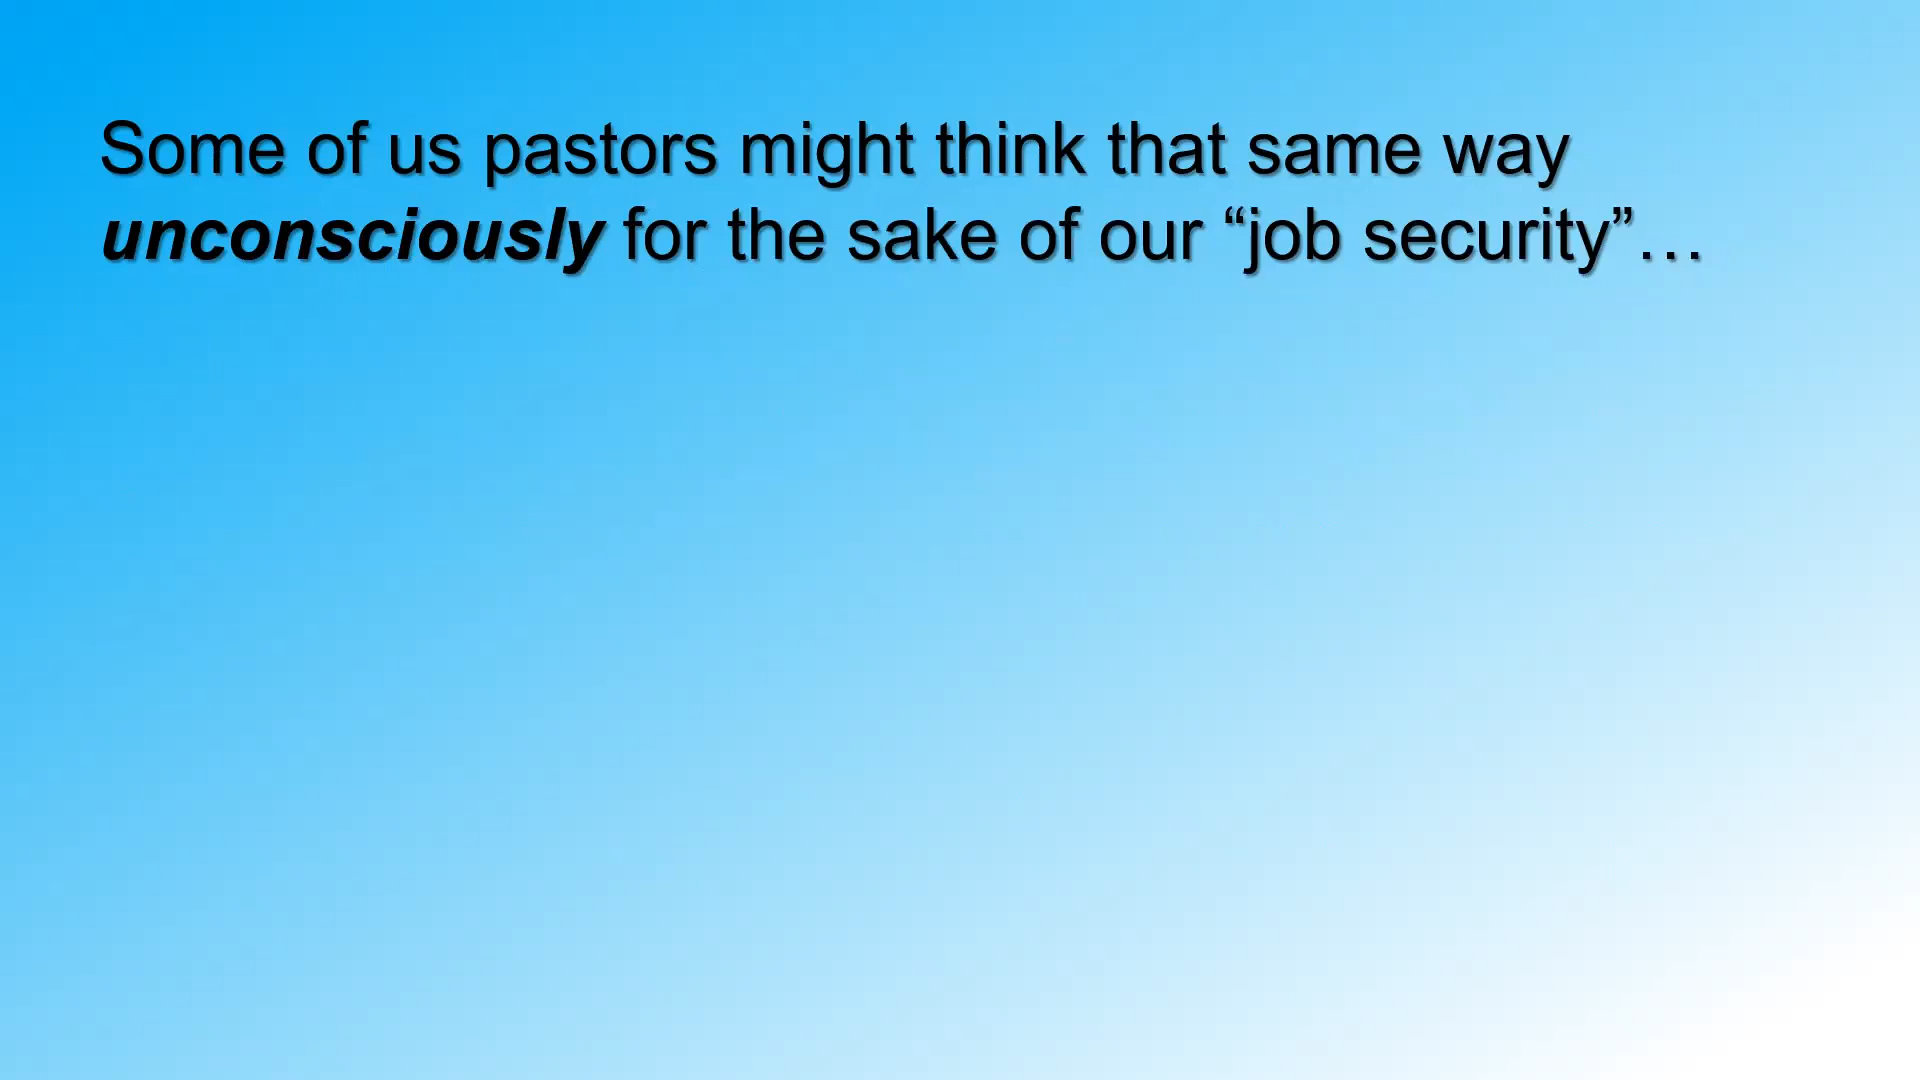 Some of us pastors might think that same way
unconsciously for the sake of our “job security”…